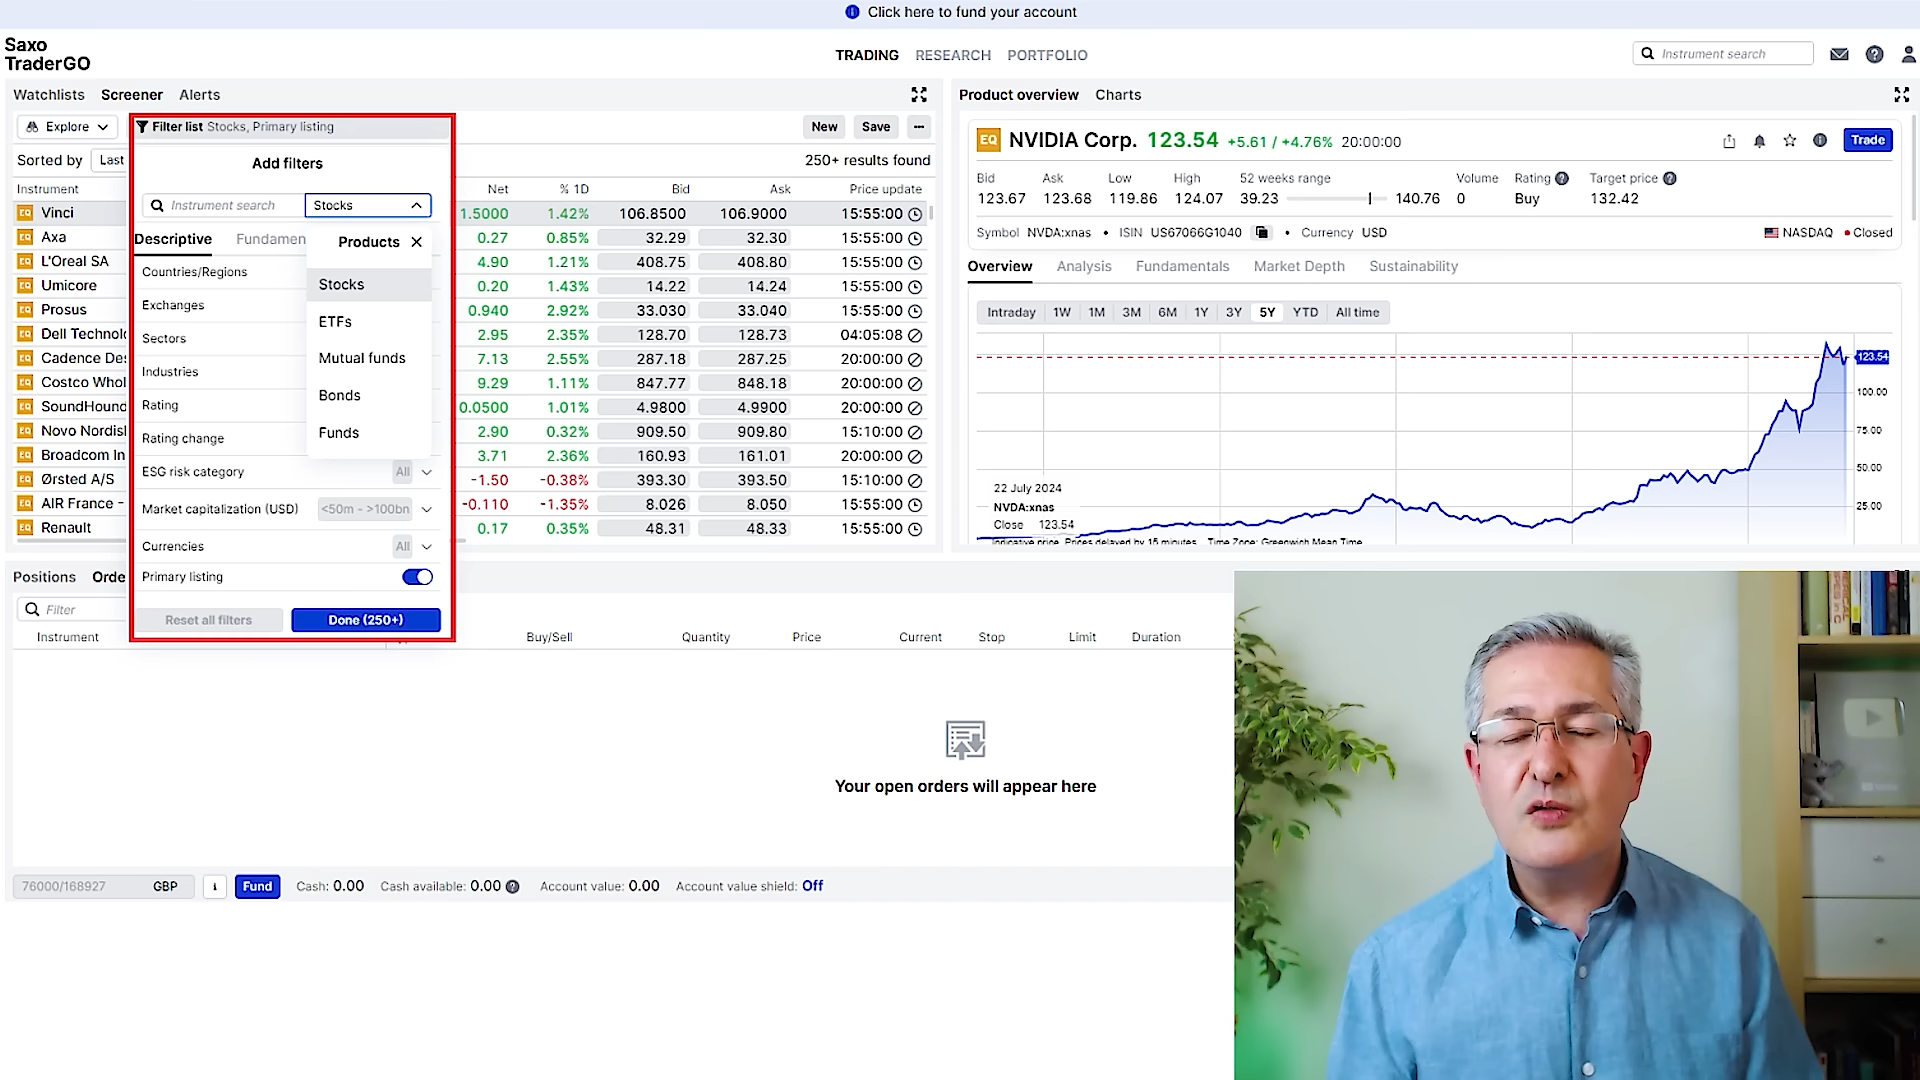 Click here to fund your account
Saxo
TraderGO
TRADING RESEARCH PORTFOLIO
Instrument search
Watchlists Screener Alerts
Explore
Filter list Stocks, Primary listing
New Save
Sorted by Last
250+ results found
Add filters
Instrument search Stocks
Descriptive Fundamen
Products
Stocks
ETFs
Mutual funds
Bonds
Funds
Countries/Regions
Exchanges
Sectors
Industries
Rating
Rating change
ESG risk category All
Market capitalization (USD) <50m - >100bn
Currencies All
Primary listing
Reset all filters Done (250+)
Instrument Net % 1D Bid Ask Price update
Vinci 1.5000 1.42% 106.8500 106.9000 15:55:00
Axa 0.27 0.85% 32.29 32.30 15:55:00
L'Oreal SA 4.90 1.21% 408.75 408.80 15:55:00
Umicore 0.20 1.43% 14.22 14.24 15:55:00
Prosus 0.940 2.92% 33.030 33.040 15:55:00
Dell Technolo 2.95 2.35% 128.70 128.73 04:05:08
Cadence Des 7.13 2.55% 287.18 287.25 20:00:00
Costco Whol 9.29 1.11% 847.77 848.18 20:00:00
SoundHound 0.0500 1.01% 4.9800 4.9900 20:00:00
Novo Nordisk 2.90 0.32% 909.50 909.80 15:10:00
Broadcom In 3.71 2.36% 160.93 161.01 20:00:00
Ørsted A/S -1.50 -0.38% 393.30 393.50 15:10:00
AIR France - -0.110 -1.35% 8.026 8.050 15:55:00
Renault 0.17 0.35% 48.31 48.33 15:55:00
Product overview Charts
EQ NVIDIA Corp. 123.54 +5.61 / +4.76% 20:00:00
Trade
Bid Ask Low High 52 weeks range Volume Rating Target price
123.67 123.68 119.86 124.07 39.23 140.76 0 Buy 132.42
Symbol NVDA:xnas • ISIN US67066G1040 • Currency USD
NASDAQ • Closed
Overview Analysis Fundamentals Market Depth Sustainability
Intraday 1W 1M 3M 6M 1Y 3Y 5Y YTD All time
123.54
100.00
75.00
50.00
25.00
22 July 2024
NVDA:xnas
Close 123.54
Indicative price. Prices delayed by 15 minutes. Time Zone: Greenwich Mean Time
Positions Orde
Filter
Instrument Buy/Sell Quantity Price Current Stop Limit Duration
Your open orders will appear here
76000/168927 GBP
Fund
Cash: 0.00 Cash available: 0.00 Account value: 0.00 Account value shield: Off